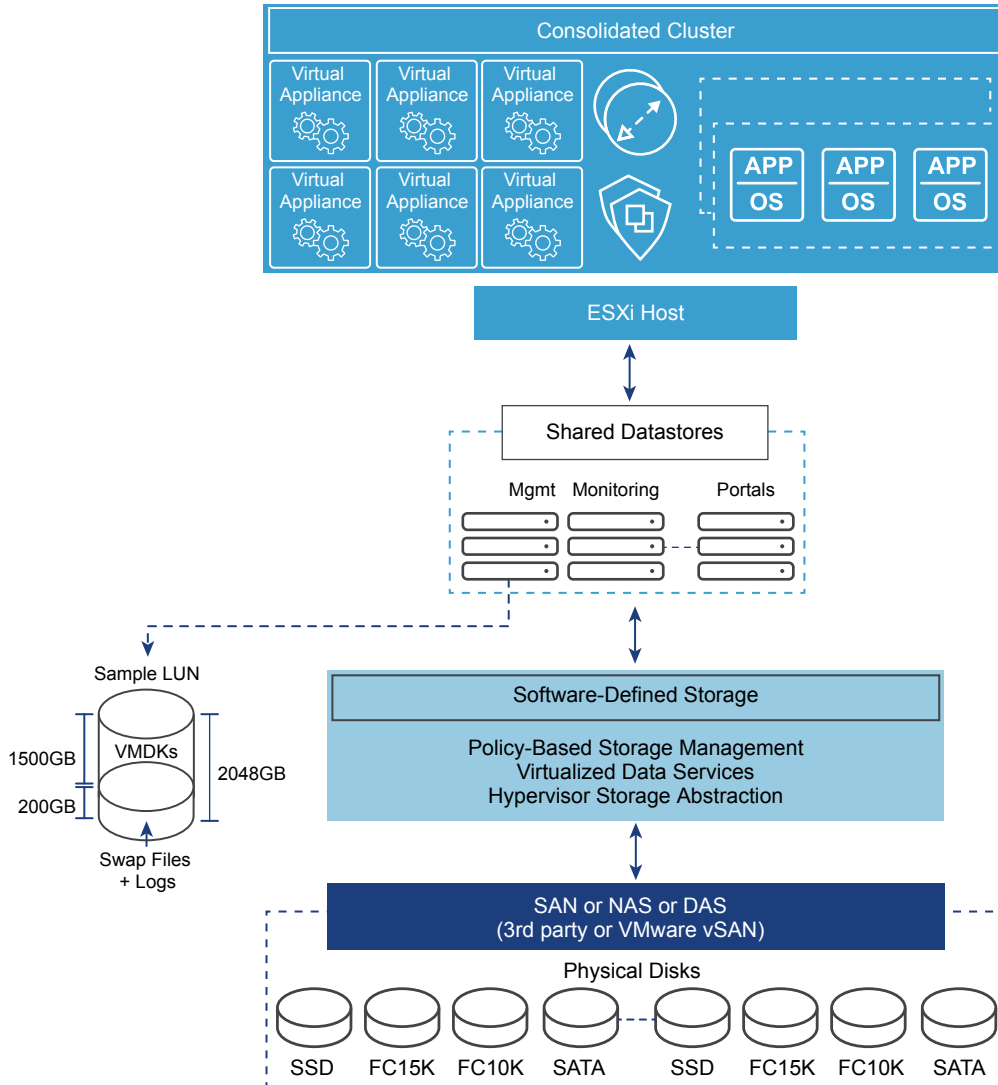 Consolidated Cluster
Virtual
Appliance
Virtual
Appliance
Virtual
Appliance
Virtual
Appliance
Virtual
Appliance
Virtual
Appliance
APP
OS
APP
OS
APP
OS
ESXi Host
Shared Datastores
Mgmt
Monitoring
Portals
Sample LUN
1500GB
VMDKs
2048GB
200GB
Swap Files
+ Logs
Software-Defined Storage
Policy-Based Storage Management
Virtualized Data Services
Hypervisor Storage Abstraction
SAN or NAS or DAS
(3rd party or VMware vSAN)
Physical Disks
SSD
FC15K
FC10K
SATA
SSD
FC15K
FC10K
SATA